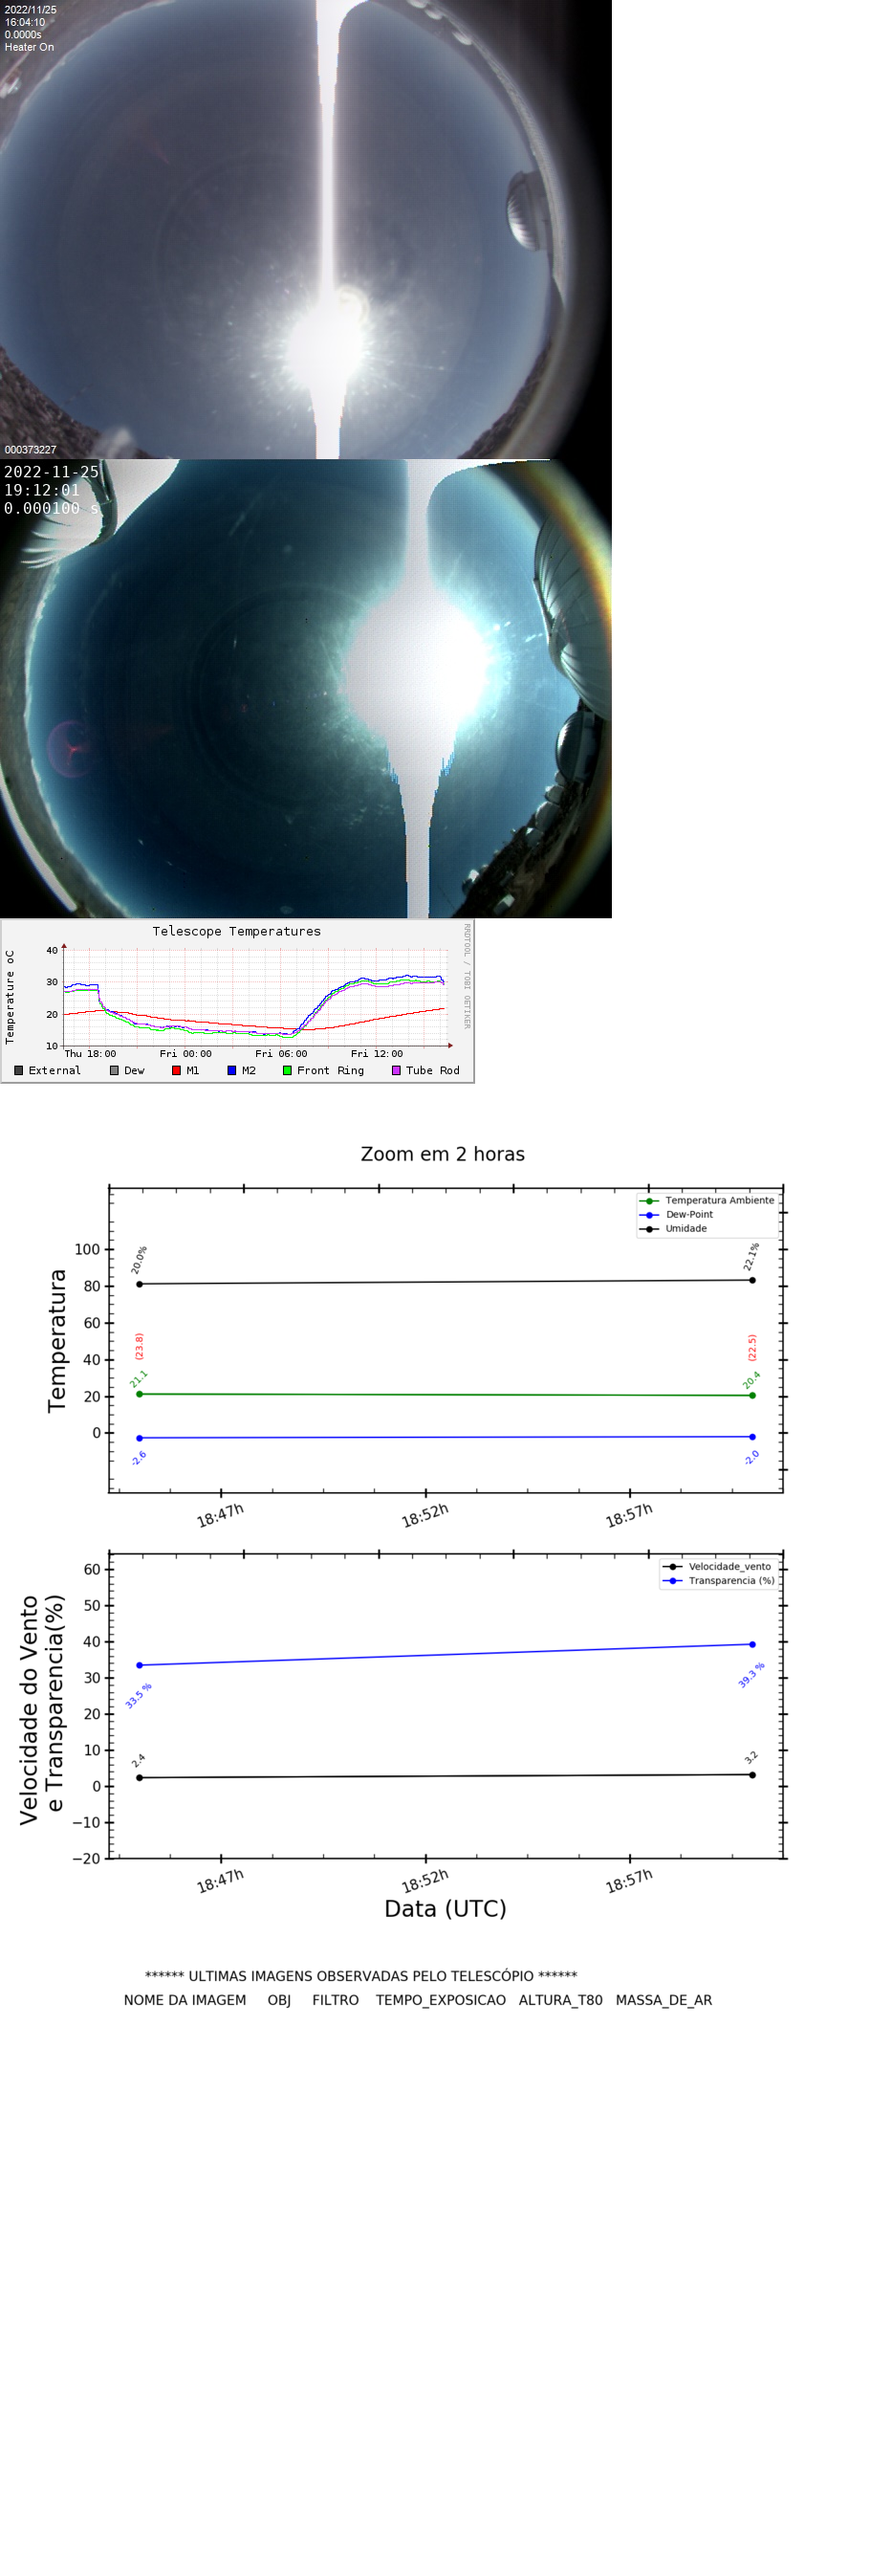 2022/11/25
16:04:10
0.0000s
Heater On
000373227
2022-11-25
19:12:01
0.000100 s
Telescope Temperatures
RRDTOOL / TOBI OETIKER
Temperature oC
40
30
20
10
Thu 18:00 Fri 00:00 Fri 06:00 Fri 12:00
External Dew M1 M2 Front Ring Tube Rod
Zoom em 2 horas
Temperatura
100
80
60
40
20
0
Temperatura Ambiente
Dew-Point
Umidade
20.0%
22.1%
(23.8)
(22.5)
21.1
20.4
-2.6
-2.0
18:47h 18:52h 18:57h
Velocidade do Vento
e Transparencia(%)
60
50
40
30
20
10
0
−10
−20
Velocidade_vento
Transparencia (%)
33.5 %
39.3 %
2.4
3.2
18:47h 18:52h 18:57h
Data (UTC)
****** ULTIMAS IMAGENS OBSERVADAS PELO TELESCÓPIO ******
NOME DA IMAGEM OBJ FILTRO TEMPO_EXPOSICAO ALTURA_T80 MASSA_DE_AR